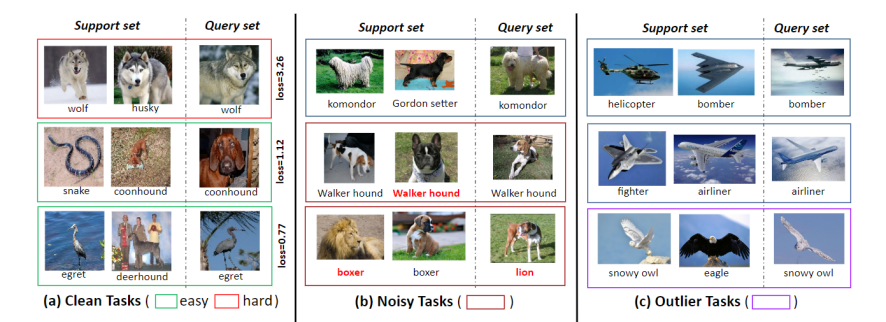 Support set Query set
wolf husky wolf
loss=3.26
snake coonhound coonhound
loss=1.12
egret deerhound egret
loss=0.77
(a) Clean Tasks ( easy hard )
Support set Query set
komondor Gordon setter komondor
Walker hound Walker hound Walker hound
boxer boxer lion
(b) Noisy Tasks ( )
Support set Query set
helicopter bomber bomber
fighter airliner airliner
snowy owl eagle snowy owl
(c) Outlier Tasks ( )